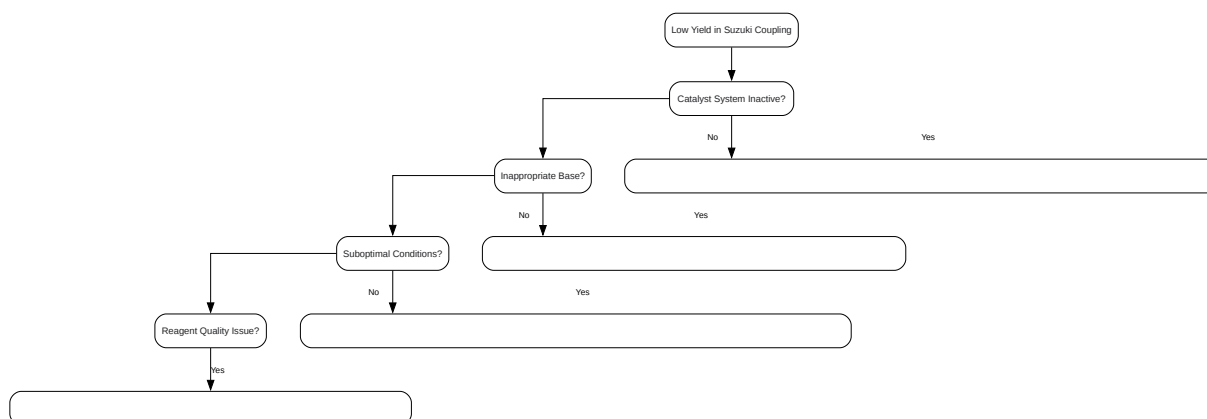 Low Yield in Suzuki Coupling
Catalyst System Inactive?
No
Yes
Inappropriate Base?
No
Yes
Suboptimal Conditions?
No
Yes
Reagent Quality Issue?
Yes